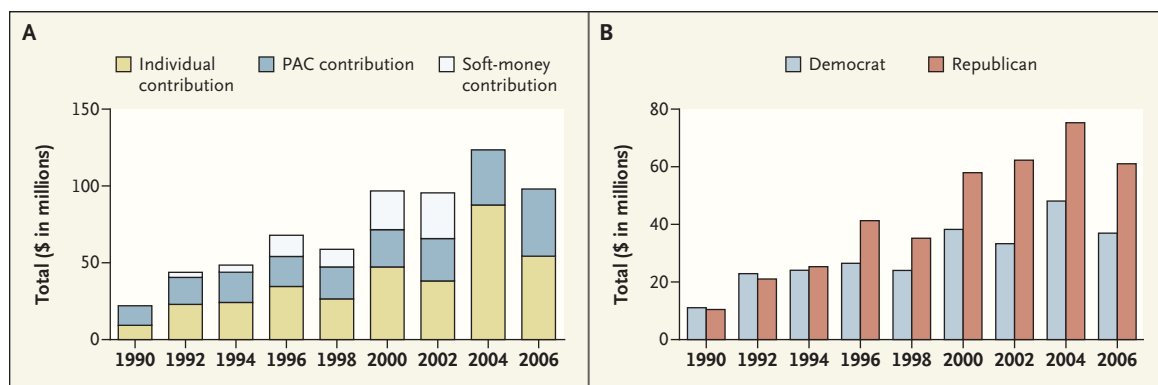 A
Individual contribution
PAC contribution
Soft-money contribution
Total ($ in millions)
150
100
50
0
1990 1992 1994 1996 1998 2000 2002 2004 2006
B
Democrat
Republican
Total ($ in millions)
80
60
40
20
0
1990 1992 1994 1996 1998 2000 2002 2004 2006